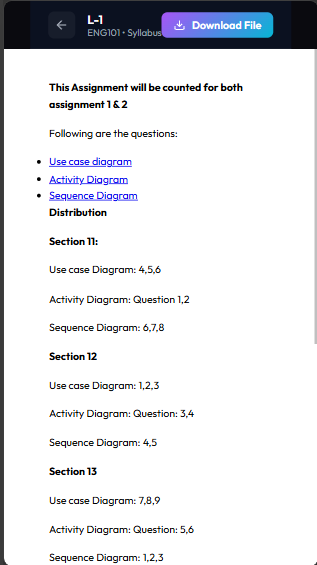 L-1
ENG101 • Syllabus
Download File
This Assignment will be counted for both
assignment 1 & 2
Following are the questions:
• Use case diagram
• Activity Diagram
• Sequence Diagram
Distribution
Section 11:
Use case Diagram: 4,5,6
Activity Diagram: Question 1,2
Sequence Diagram: 6,7,8
Section 12
Use case Diagram: 1,2,3
Activity Diagram: Question: 3,4
Sequence Diagram: 4,5
Section 13
Use case Diagram: 7,8,9
Activity Diagram: Question: 5,6
Sequence Diagram: 1,2,3